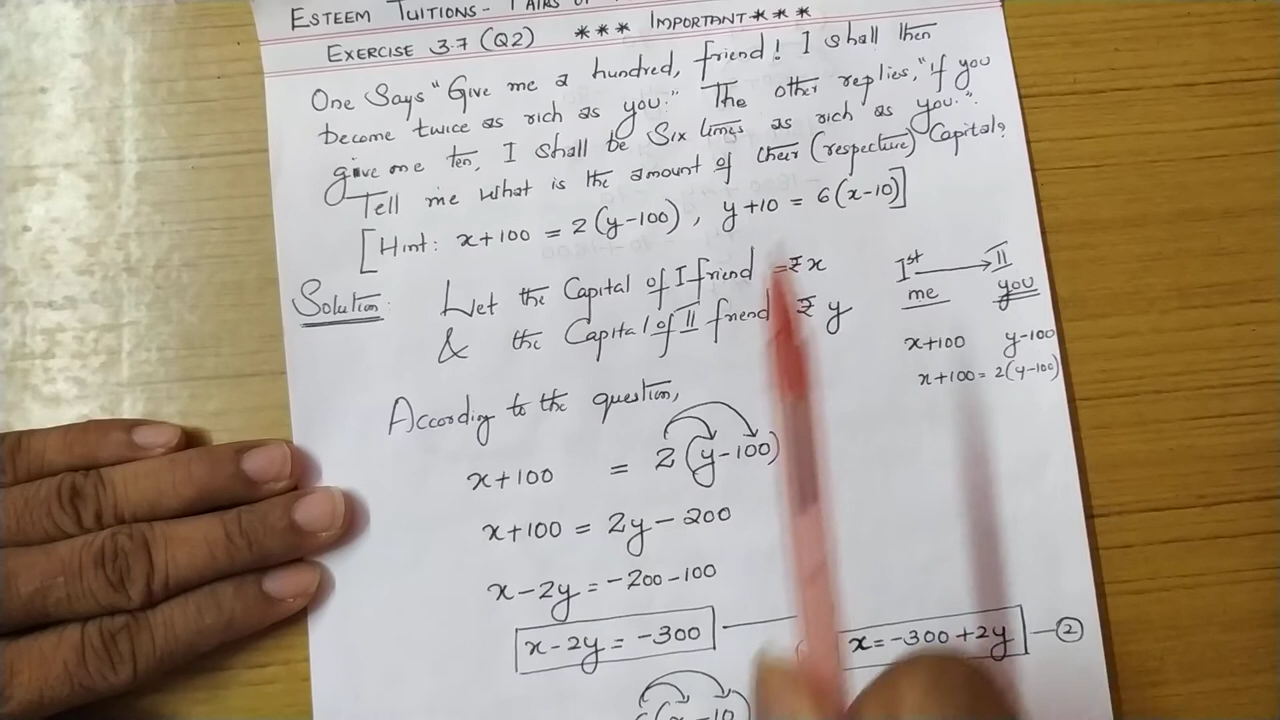 ESTEEM TUITIONS - PAIRS OF
EXERCISE 3.7 (Q2) *** IMPORTANT***
One Says "Give me a hundred, friend! I shall then
become twice as rich as you." The other replies, "if you
give me ten, I shall be Six times as rich as you."
Tell me what is the amount of their (respective) Capital?
[Hint: x+100 = 2(y-100), y+10 = 6(x-10)]
Solution: Let the Capital of I friend = ₹ x
& the Capital of II friend ₹ y
Ist → II
me you
x+100 y-100
x+100 = 2(y-100)
According to the question,
x+100 = 2(y-100)
x+100 = 2y-200
x-2y = -200-100
x-2y = -300
x = -300+2y — ②
(x-10)